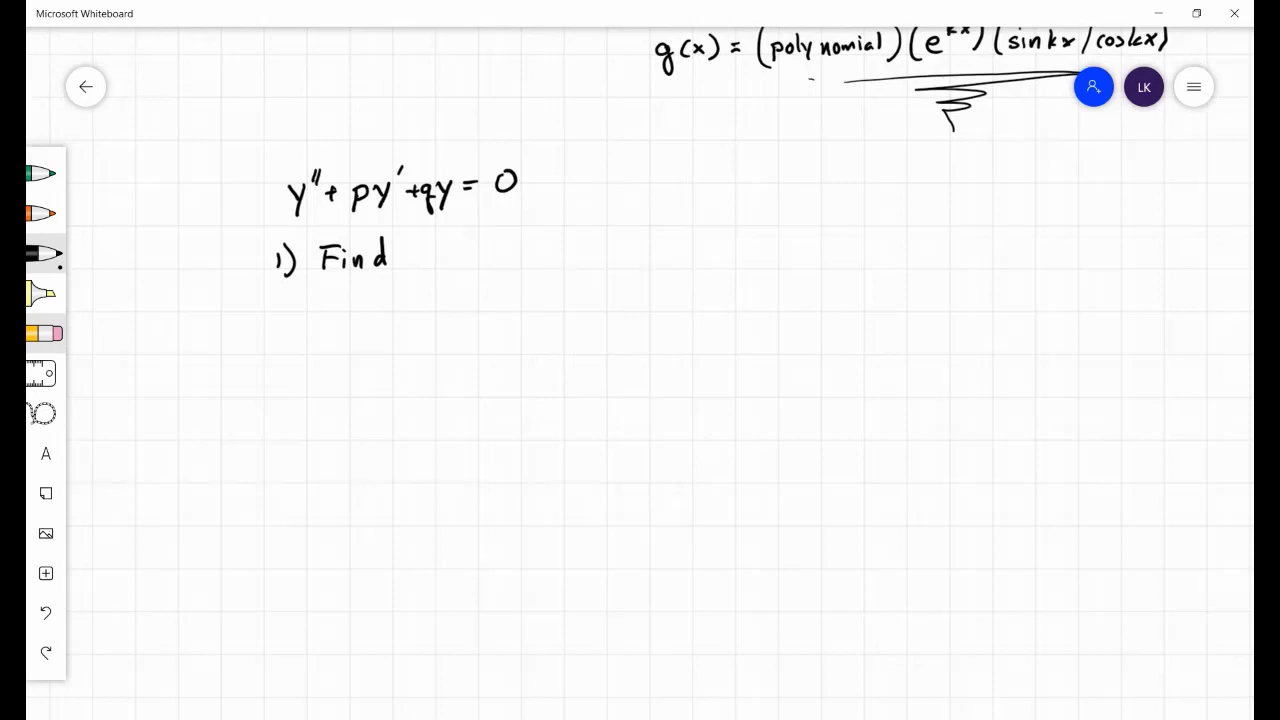 Microsoft Whiteboard
g(x) = (polynomial)(e^kx)(sin kx / cos kx)
LK
y'' + py' + qy = 0
1) Find
A